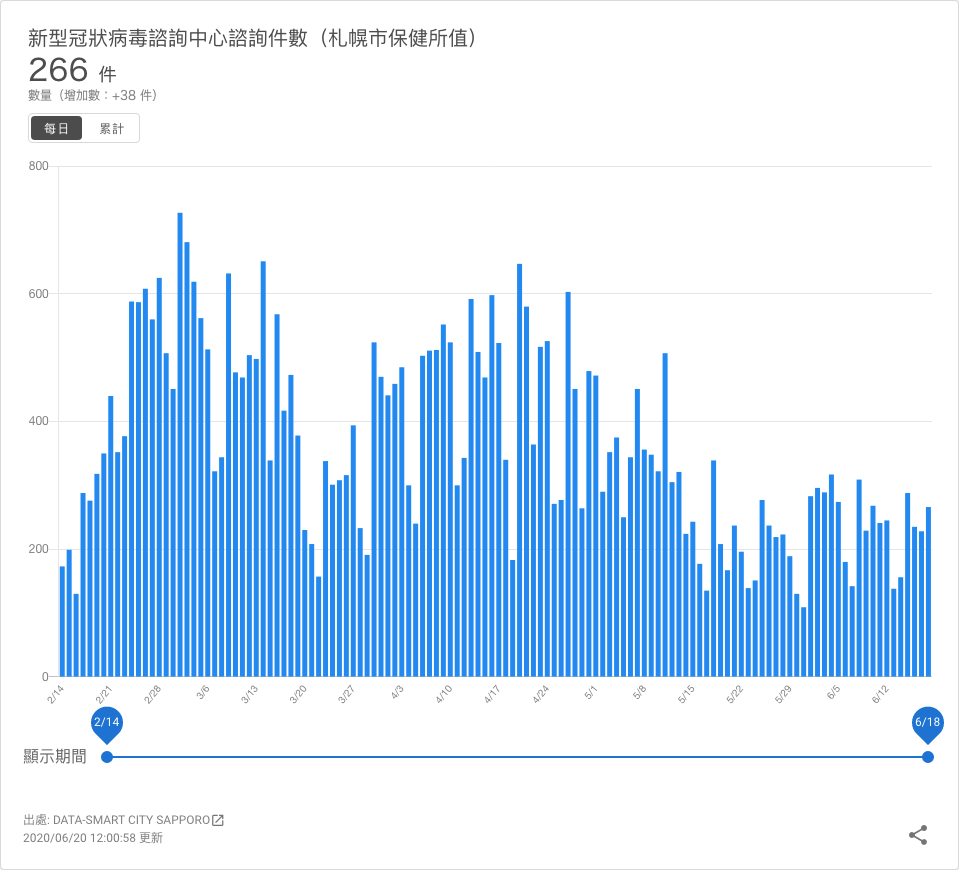 新型冠狀病毒諮詢中心諮詢件數（札幌市保健所值）
266 件
數量（增加數：+38 件）
每日 累計
800
600
400
200
0
2/14 2/21 2/28 3/6 3/13 3/20 3/27 4/3 4/10 4/17 4/24 5/1 5/8 5/15 5/22 5/29 6/5 6/12
2/14 6/18
顯示期間
出處: DATA-SMART CITY SAPPORO
2020/06/20 12:00:58 更新